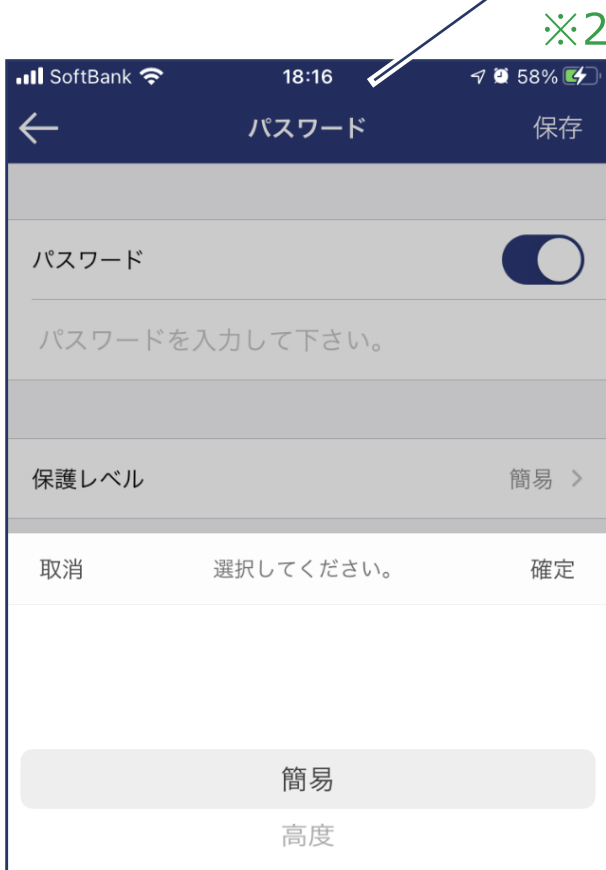 ※2
SoftBank 18:16 58%
パスワード 保存
パスワード
パスワードを入力して下さい。
保護レベル 簡易
取消 選択してください。 確定
簡易
高度